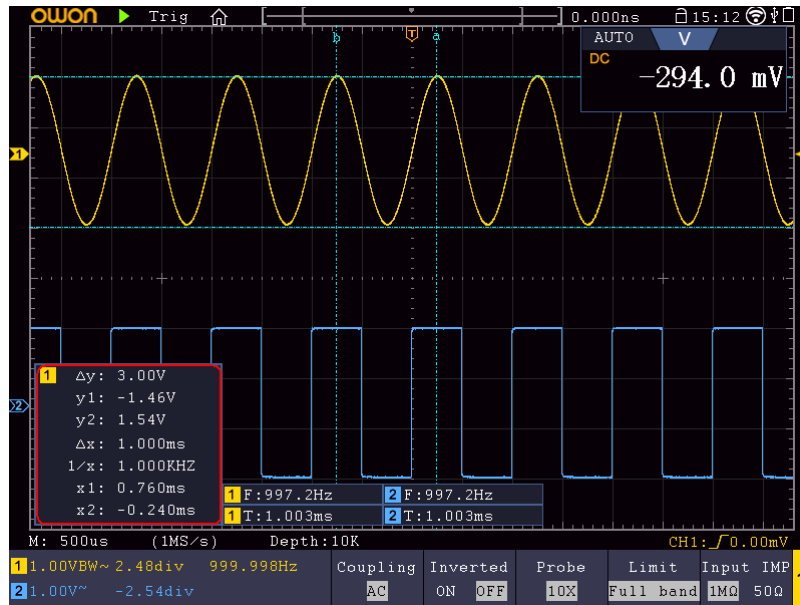 OWON Trig 0.000ns 15:12
b T a
AUTO V
DC
-294.0 mV
1
2
1 Δy: 3.00V
y1: -1.46V
y2: 1.54V
Δx: 1.000ms
1/x: 1.000KHZ
x1: 0.760ms
x2: -0.240ms
1 F:997.2Hz 2 F:997.2Hz
1 T:1.003ms 2 T:1.003ms
M: 500us (1MS/s) Depth:10K CH1: 0.00mV
1 1.00VBW~ 2.48div 999.998Hz Coupling Inverted Probe Limit Input IMP
2 1.00V~ -2.54div AC ON OFF 10X Full band 1MΩ 50Ω